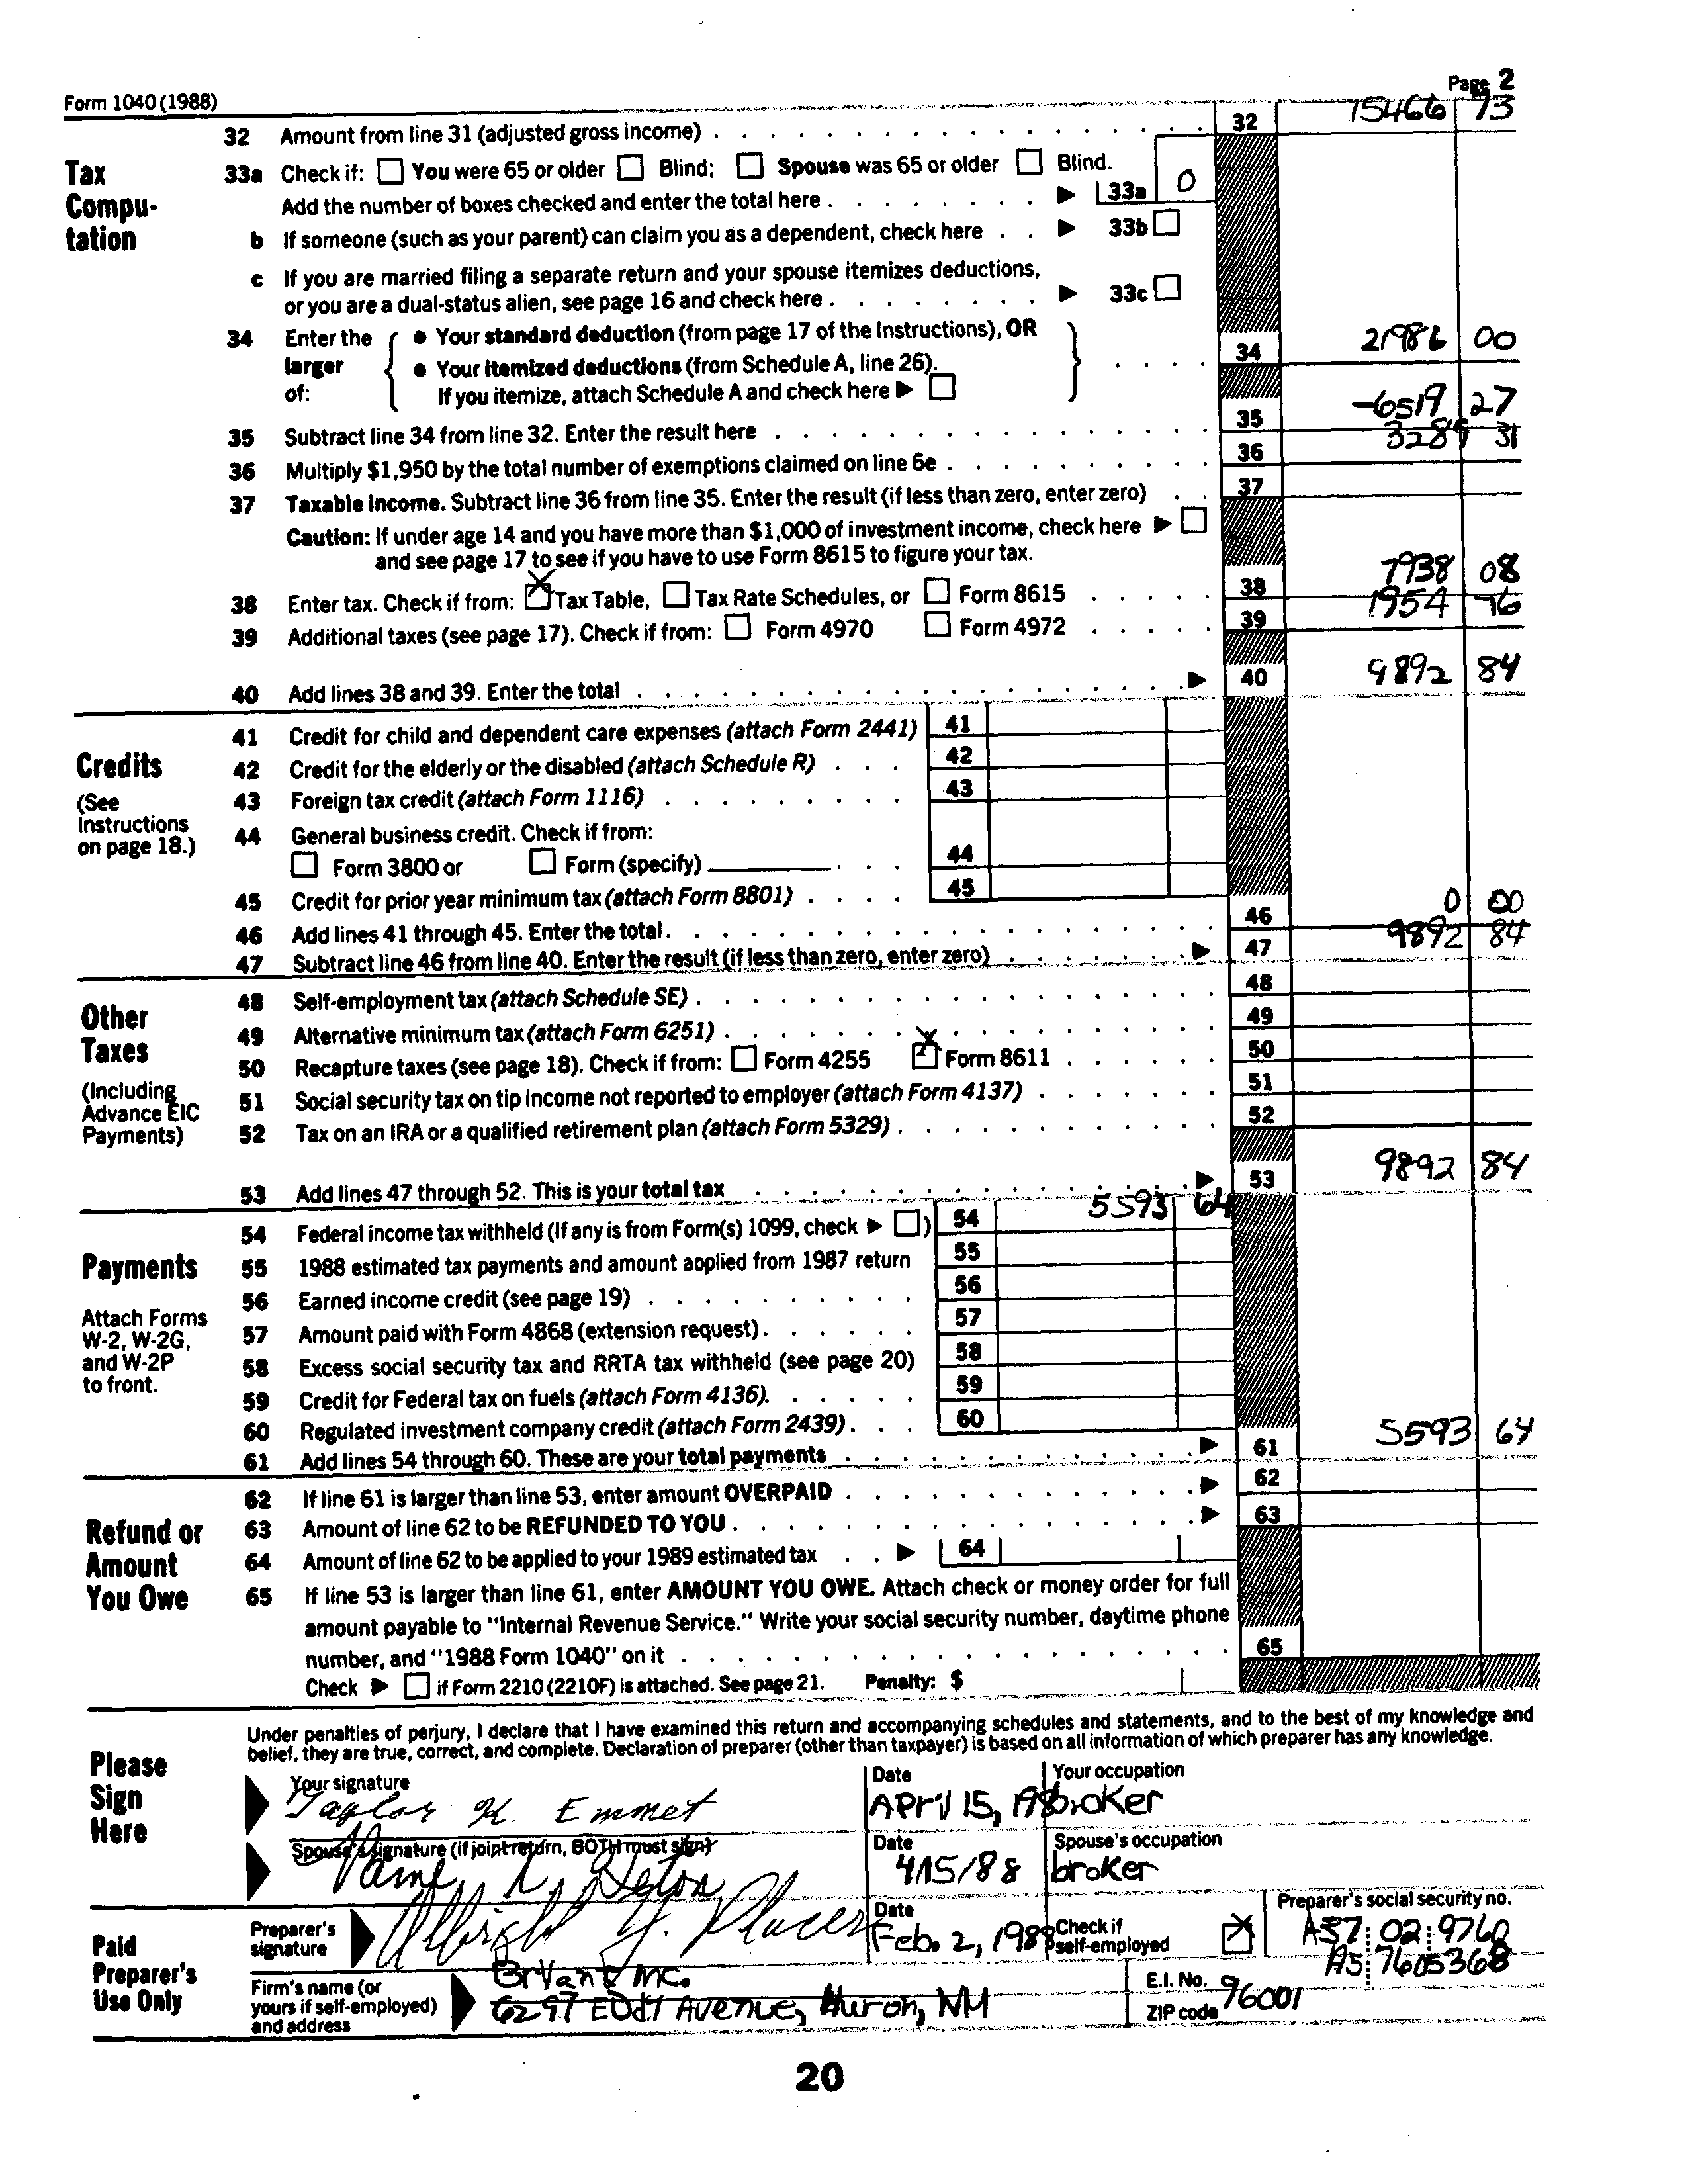 Form 1040 (1988) Page 2
32 Amount from line 31 (adjusted gross income) 32 15466 73
Tax Compu- tation
33a Check if: You were 65 or older Blind; Spouse was 65 or older Blind.
Add the number of boxes checked and enter the total here 33a 0
b If someone (such as your parent) can claim you as a dependent, check here 33b
c If you are married filing a separate return and your spouse itemizes deductions,
or you are a dual-status alien, see page 16 and check here 33c
34 Enter the larger of: { • Your standard deduction (from page 17 of the Instructions), OR
• Your itemized deductions (from Schedule A, line 26).
If you itemize, attach Schedule A and check here } 34 21986 00
35 Subtract line 34 from line 32. Enter the result here 35 -6519 27
36 Multiply $1,950 by the total number of exemptions claimed on line 6e 36 3289 31
37 Taxable income. Subtract line 36 from line 35. Enter the result (if less than zero, enter zero) 37
Caution: If under age 14 and you have more than $1,000 of investment income, check here
and see page 17 to see if you have to use Form 8615 to figure your tax.
38 Enter tax. Check if from: X Tax Table, Tax Rate Schedules, or Form 8615 38 7938 08
39 Additional taxes (see page 17). Check if from: Form 4970 Form 4972 39 1954 76
40 Add lines 38 and 39. Enter the total 40 9892 84
Credits
(See Instructions on page 18.)
41 Credit for child and dependent care expenses (attach Form 2441) 41
42 Credit for the elderly or the disabled (attach Schedule R) 42
43 Foreign tax credit (attach Form 1116) 43
44 General business credit. Check if from:
Form 3800 or Form (specify) 44
45 Credit for prior year minimum tax (attach Form 8801) 45
46 Add lines 41 through 45. Enter the total. 46 0 00
47 Subtract line 46 from line 40. Enter the result (if less than zero, enter zero) 47 9892 84
Other Taxes
(Including Advance EIC Payments)
48 Self-employment tax (attach Schedule SE) 48
49 Alternative minimum tax (attach Form 6251) 49
50 Recapture taxes (see page 18). Check if from: Form 4255 X Form 8611 50
51 Social security tax on tip income not reported to employer (attach Form 4137) 51
52 Tax on an IRA or a qualified retirement plan (attach Form 5329) 52
53 Add lines 47 through 52. This is your total tax 53 9892 84
Payments
Attach Forms W-2, W-2G, and W-2P to front.
54 Federal income tax withheld (If any is from Form(s) 1099, check ) 54 5593 64
55 1988 estimated tax payments and amount applied from 1987 return 55
56 Earned income credit (see page 19) 56
57 Amount paid with Form 4868 (extension request) 57
58 Excess social security tax and RRTA tax withheld (see page 20) 58
59 Credit for Federal tax on fuels (attach Form 4136) 59
60 Regulated investment company credit (attach Form 2439) 60
61 Add lines 54 through 60. These are your total payments 61 5593 64
Refund or Amount You Owe
62 If line 61 is larger than line 53, enter amount OVERPAID 62
63 Amount of line 62 to be REFUNDED TO YOU 63
64 Amount of line 62 to be applied to your 1989 estimated tax 64
65 If line 53 is larger than line 61, enter AMOUNT YOU OWE. Attach check or money order for full
amount payable to "Internal Revenue Service." Write your social security number, daytime phone
number, and "1988 Form 1040" on it 65
Check if Form 2210 (2210F) is attached. See page 21. Penalty: $
Please Sign Here
Under penalties of perjury, I declare that I have examined this return and accompanying schedules and statements, and to the best of my knowledge and
belief, they are true, correct, and complete. Declaration of preparer (other than taxpayer) is based on all information of which preparer has any knowledge.
Your signature Date Your occupation
Taylor K. Emmet April 15, 198 broker
Spouse's signature (if joint return, BOTH must sign) Date Spouse's occupation
4/15/88 broker
Paid Preparer's Use Only
Preparer's signature Albright Y. Date Feb. 2, 1988 Check if self-employed X Preparer's social security no. A57 02 9760
Firm's name (or yours if self-employed) and address Bryant Inc. E.I. No. A5 7605368
Avenue, Huron, NM ZIP code 96001
20